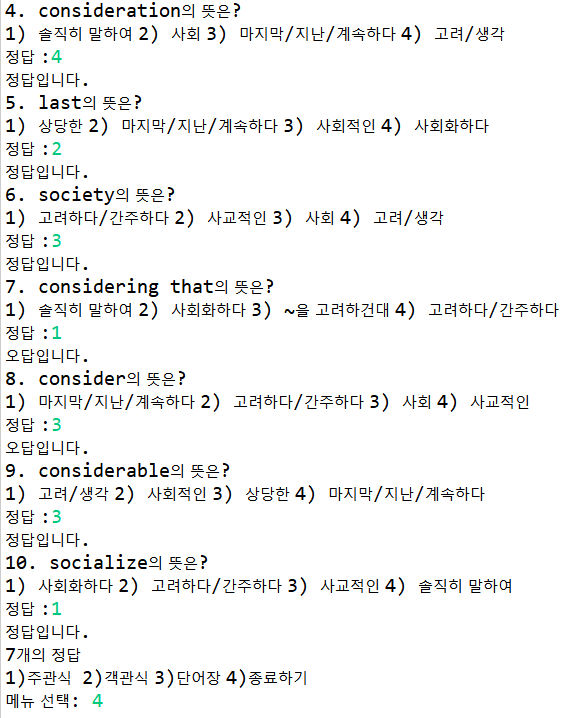 4. consideration의 뜻은?
1) 솔직히 말하여 2) 사회 3) 마지막/지난/계속하다 4) 고려/생각
정답 :4
정답입니다.
5. last의 뜻은?
1) 상당한 2) 마지막/지난/계속하다 3) 사회적인 4) 사회화하다
정답 :2
정답입니다.
6. society의 뜻은?
1) 고려하다/간주하다 2) 사교적인 3) 사회 4) 고려/생각
정답 :3
정답입니다.
7. considering that의 뜻은?
1) 솔직히 말하여 2) 사회화하다 3) ~을 고려하건대 4) 고려하다/간주하다
정답 :1
오답입니다.
8. consider의 뜻은?
1) 마지막/지난/계속하다 2) 고려하다/간주하다 3) 사회 4) 사교적인
정답 :3
오답입니다.
9. considerable의 뜻은?
1) 고려/생각 2) 사회적인 3) 상당한 4) 마지막/지난/계속하다
정답 :3
정답입니다.
10. socialize의 뜻은?
1) 사회화하다 2) 고려하다/간주하다 3) 사교적인 4) 솔직히 말하여
정답 :1
정답입니다.
7개의 정답
1)주관식 2)객관식 3)단어장 4)종료하기
메뉴 선택: 4